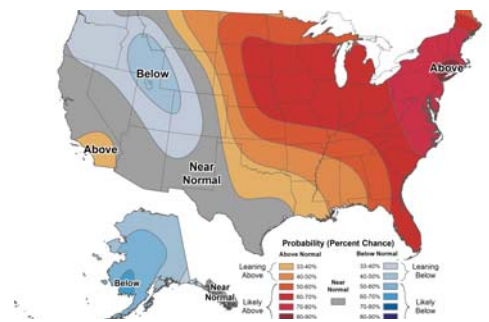 Below
Above
Above
Near
Normal
Below
Near
Normal
Probability (Percent Chance)
Above Normal
Below Normal
Leaning
Above
33-40%
40-50%
50-60%
60-70%
70-80%
80-90%
Likely
Above
Near
Normal
33-40%
40-50%
50-60%
60-70%
70-80%
80-90%
Leaning
Below
Likely
Below